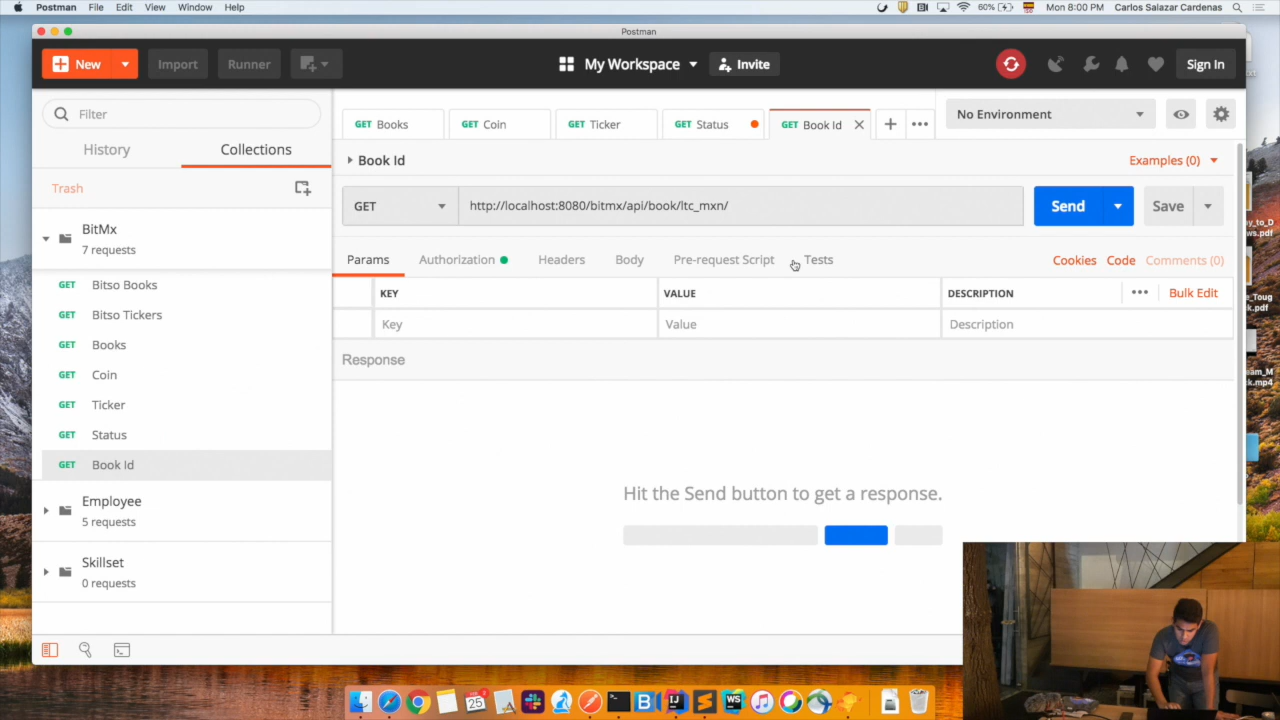 Postman File Edit View Window Help 60% Mon 8:00 PM Carlos Salazar Cardenas
Postman
New Import Runner My Workspace Invite Sign In
Filter
History Collections
Trash
BitMx
7 requests
GET Bitso Books
GET Bitso Tickers
GET Books
GET Coin
GET Ticker
GET Status
GET Book Id
Employee
5 requests
Skillset
0 requests
GET Books GET Coin GET Ticker GET Status GET Book Id No Environment
Book Id Examples (0)
GET http://localhost:8080/bitmx/api/book/ltc_mxn/ Send Save
Params Authorization Headers Body Pre-request Script Tests Cookies Code Comments (0)
KEY VALUE DESCRIPTION Bulk Edit
Key Value Description
Response
Hit the Send button to get a response.
25